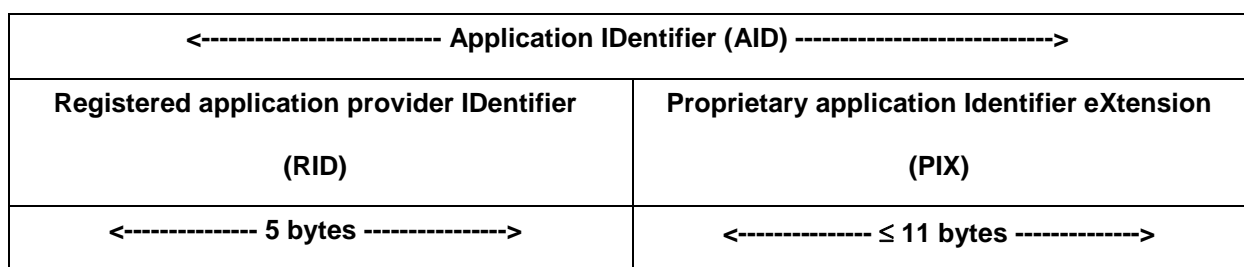 <--------------------------- Application IDentifier (AID) ---------------------------->
Registered application provider IDentifier
(RID)
Proprietary application Identifier eXtension
(PIX)
<--------------- 5 bytes ---------------->
<--------------- ≤ 11 bytes -------------->